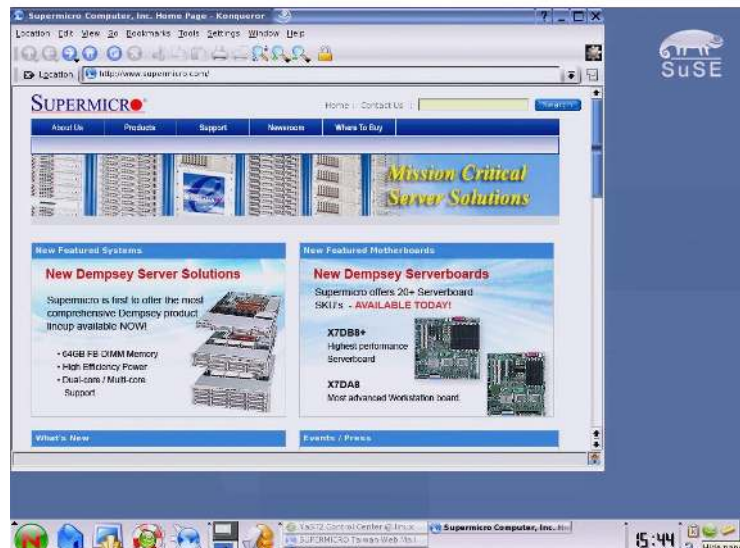 Supermicro Computer, Inc. Home Page - Konqueror
Location Edit View Go Bookmarks Tools Settings Window Help
Location http://www.supermicro.com/
SuSE
SUPERMICRO
Home Contact Us Search
About Us Products Support Newsroom Where To Buy
Mission Critical
Server Solutions
New Featured Systems
New Dempsey Server Solutions
Supermicro is first to offer the most
comprehensive Dempsey product
lineup available NOW!
• 64GB FB DIMM Memory
• High Efficiency Power
• Dual-core / Multi-core
Support
New Featured Motherboards
New Dempsey Serverboards
Supermicro offers 20+ Serverboard
SKU's - AVAILABLE TODAY!
X7DB8+
Highest performance
Serverboard
X7DA8
Most advanced Workstation board.
What's New
Events / Press
YaST2 Control Center @ linux
Supermicro Computer, Inc. Ho
SUPERMICRO Taiwan Web Mai
15:44
Hide pan